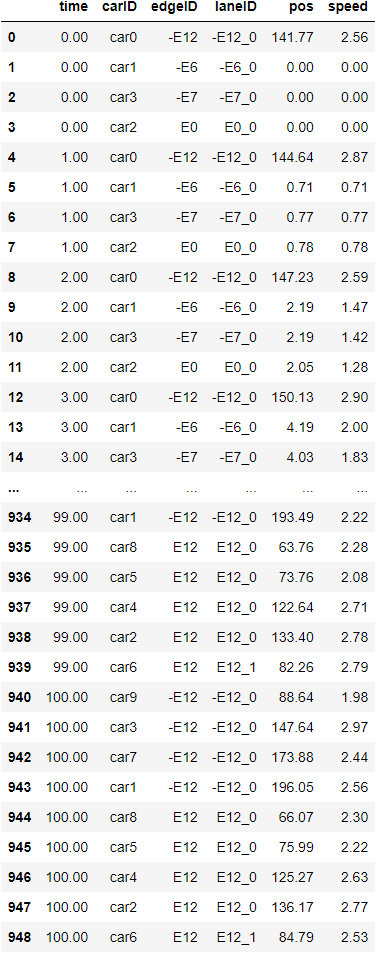 time carID edgeID laneID pos speed
0 0.00 car0 -E12 -E12_0 141.77 2.56
1 0.00 car1 -E6 -E6_0 0.00 0.00
2 0.00 car3 -E7 -E7_0 0.00 0.00
3 0.00 car2 E0 E0_0 0.00 0.00
4 1.00 car0 -E12 -E12_0 144.64 2.87
5 1.00 car1 -E6 -E6_0 0.71 0.71
6 1.00 car3 -E7 -E7_0 0.77 0.77
7 1.00 car2 E0 E0_0 0.78 0.78
8 2.00 car0 -E12 -E12_0 147.23 2.59
9 2.00 car1 -E6 -E6_0 2.19 1.47
10 2.00 car3 -E7 -E7_0 2.19 1.42
11 2.00 car2 E0 E0_0 2.05 1.28
12 3.00 car0 -E12 -E12_0 150.13 2.90
13 3.00 car1 -E6 -E6_0 4.19 2.00
14 3.00 car3 -E7 -E7_0 4.03 1.83
... ... ... ... ... ... ...
934 99.00 car1 -E12 -E12_0 193.49 2.22
935 99.00 car8 E12 E12_0 63.76 2.28
936 99.00 car5 E12 E12_0 73.76 2.08
937 99.00 car4 E12 E12_0 122.64 2.71
938 99.00 car2 E12 E12_0 133.40 2.78
939 99.00 car6 E12 E12_1 82.26 2.79
940 100.00 car9 -E12 -E12_0 88.64 1.98
941 100.00 car3 -E12 -E12_0 147.64 2.97
942 100.00 car7 -E12 -E12_0 173.88 2.44
943 100.00 car1 -E12 -E12_0 196.05 2.56
944 100.00 car8 E12 E12_0 66.07 2.30
945 100.00 car5 E12 E12_0 75.99 2.22
946 100.00 car4 E12 E12_0 125.27 2.63
947 100.00 car2 E12 E12_0 136.17 2.77
948 100.00 car6 E12 E12_1 84.79 2.53